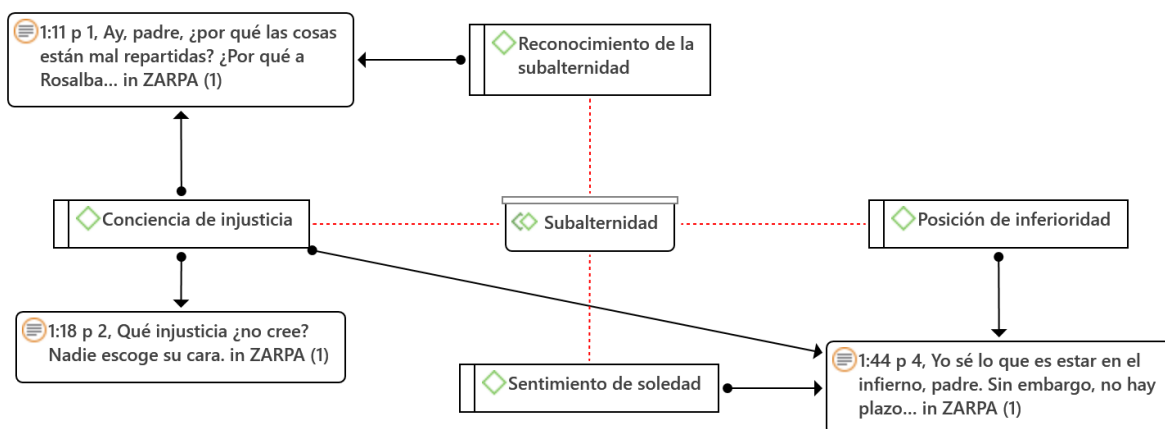 1:11 p 1, Ay, padre, ¿por qué las cosas
están mal repartidas? ¿Por qué a
Rosalba... in ZARPA (1)
Reconocimiento de la
subalternidad
Conciencia de injusticia
Subalternidad
Posición de inferioridad
1:18 p 2, Qué injusticia ¿no cree?
Nadie escoge su cara. in ZARPA (1)
Sentimiento de soledad
1:44 p 4, Yo sé lo que es estar en el
infierno, padre. Sin embargo, no hay
plazo... in ZARPA (1)